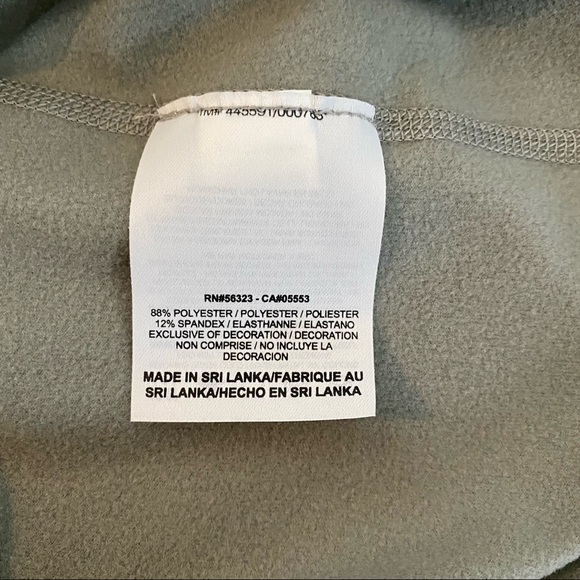 RN#56323 - CA#05553
88% POLYESTER / POLYESTER / POLIESTER
12% SPANDEX / ELASTHANNE / ELASTANO
EXCLUSIVE OF DECORATION / DECORATION
NON COMPRISE / NO INCLUYE LA
DECORACION
MADE IN SRI LANKA/FABRIQUE AU
SRI LANKA/HECHO EN SRI LANKA